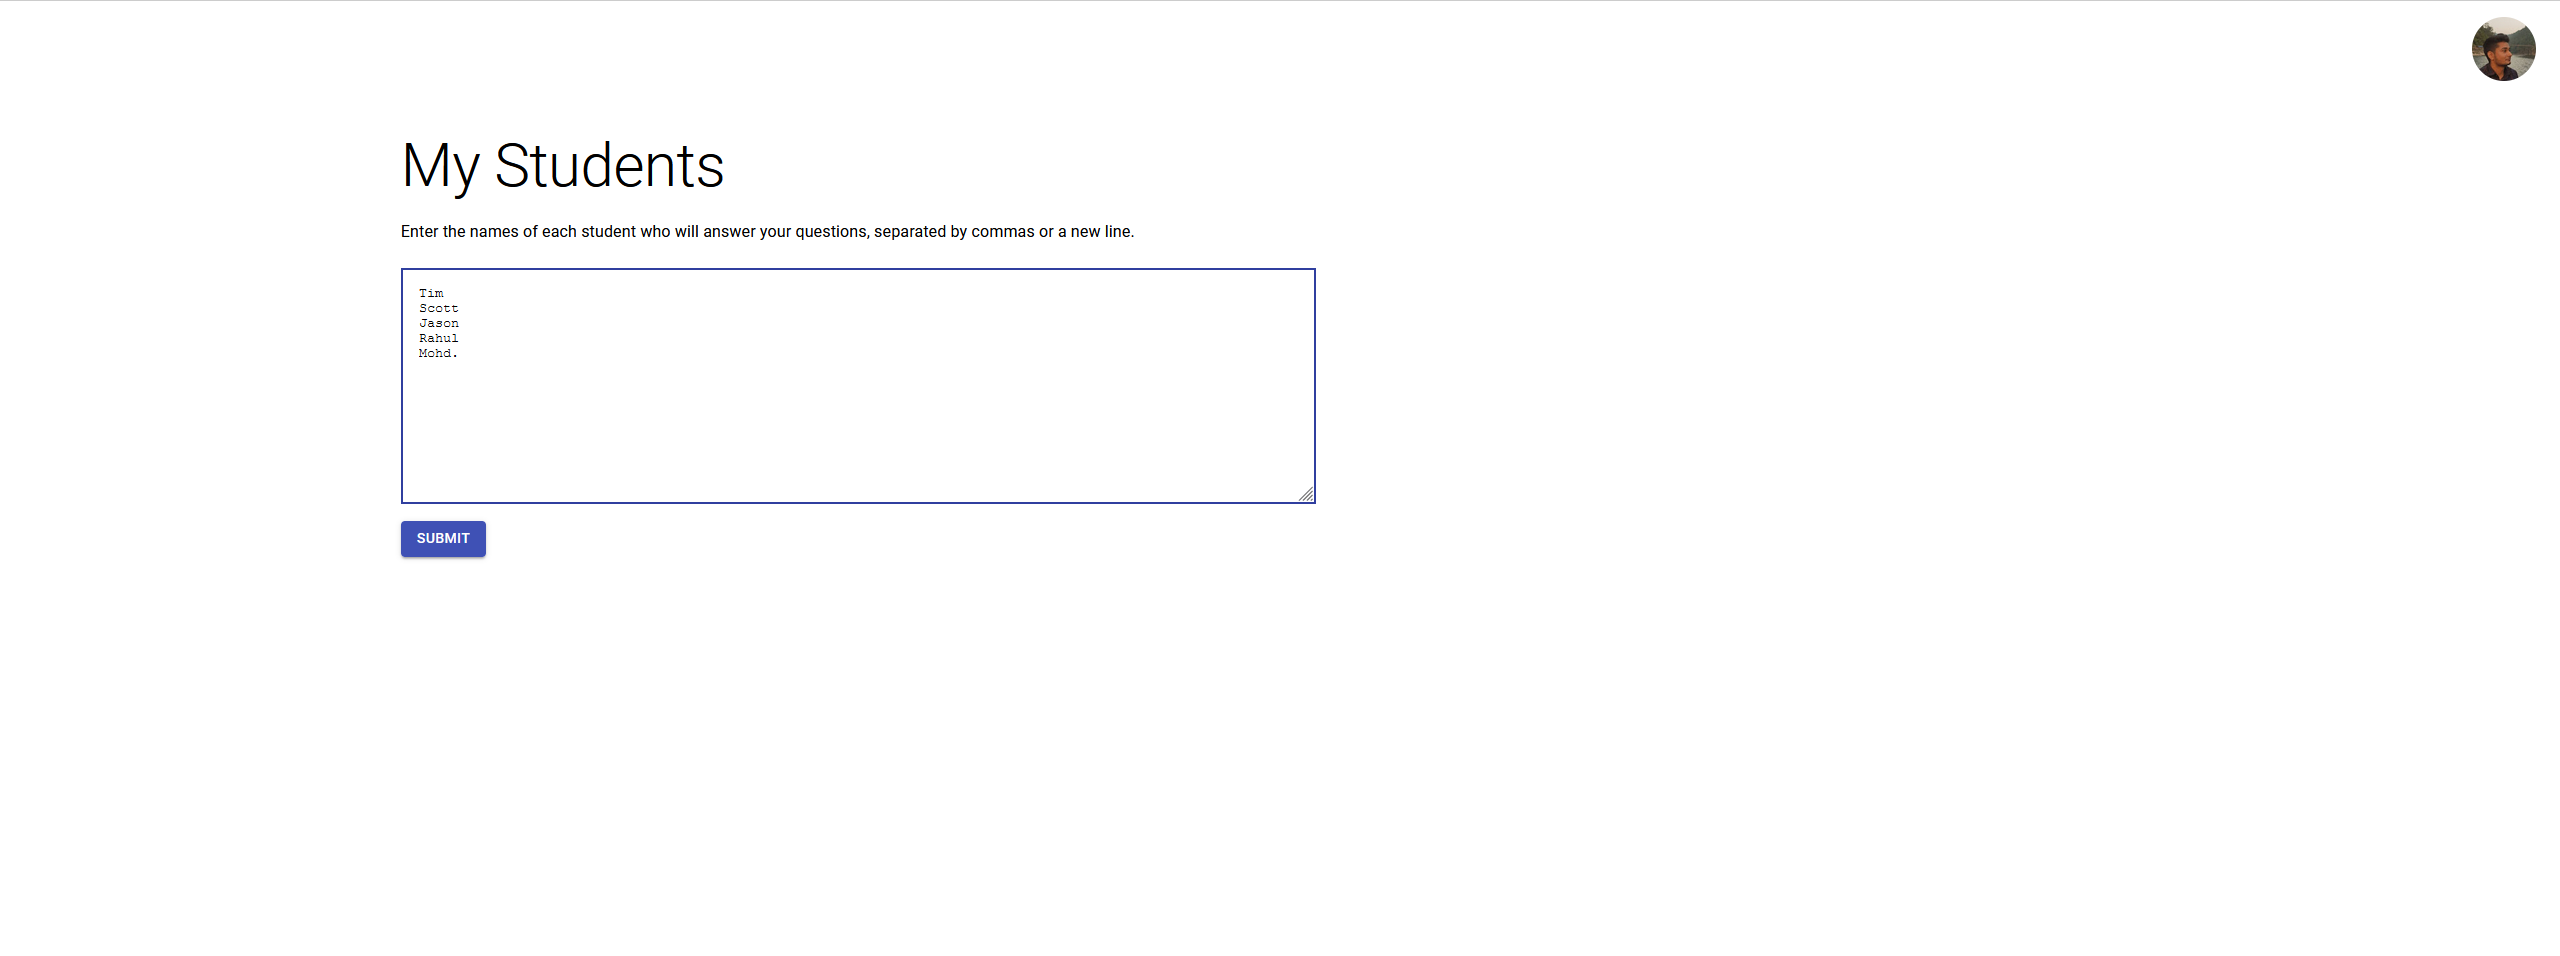 My Students
Enter the names of each student who will answer your questions, separated by commas or a new line.
Tim
Scott
Jason
Rahul
Mohd.
SUBMIT